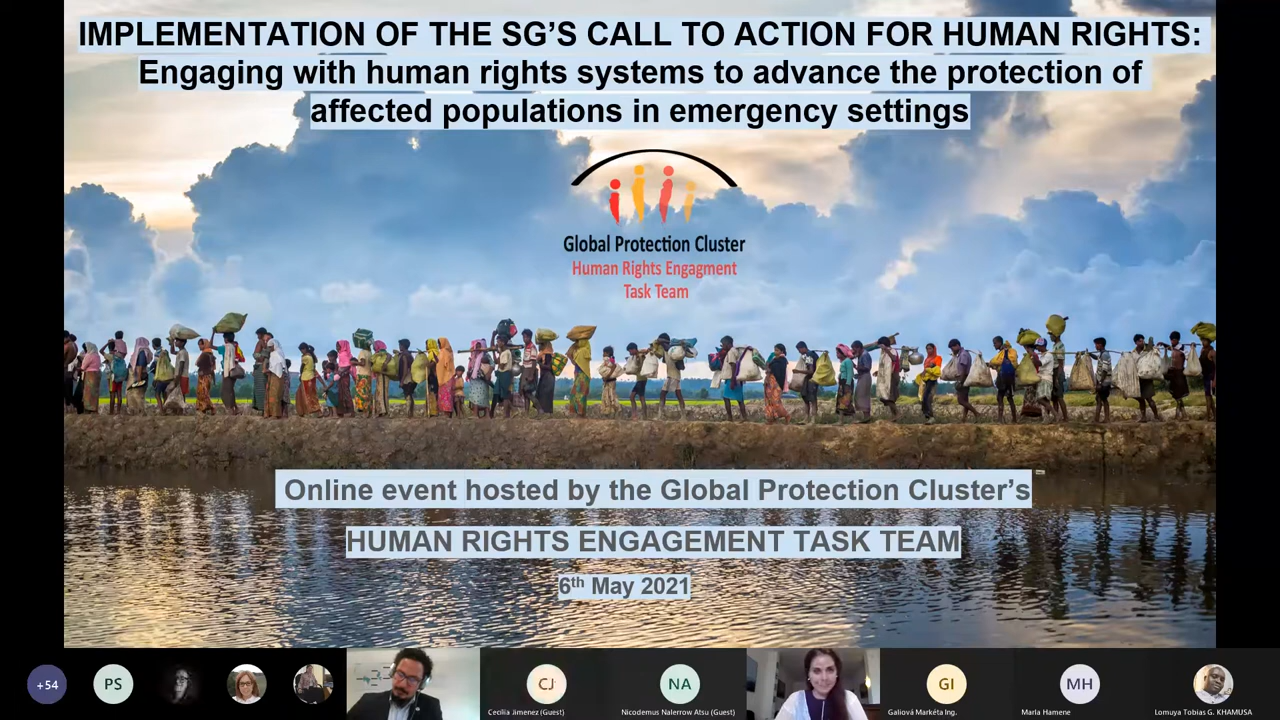 IMPLEMENTATION OF THE SG'S CALL TO ACTION FOR HUMAN RIGHTS:
Engaging with human rights systems to advance the protection of
affected populations in emergency settings
Global Protection Cluster
Human Rights Engagment
Task Team
Online event hosted by the Global Protection Cluster's
HUMAN RIGHTS ENGAGEMENT TASK TEAM
6th May 2021
+54
PS
CJ
NA
GI
MH
Cecilia Jimenez (Guest)
Nicodemus Nalerrow Atsu (Guest)
Galiová Markéta Ing.
Marla Hamene
Lomuya Tobias G. KHAMUSA